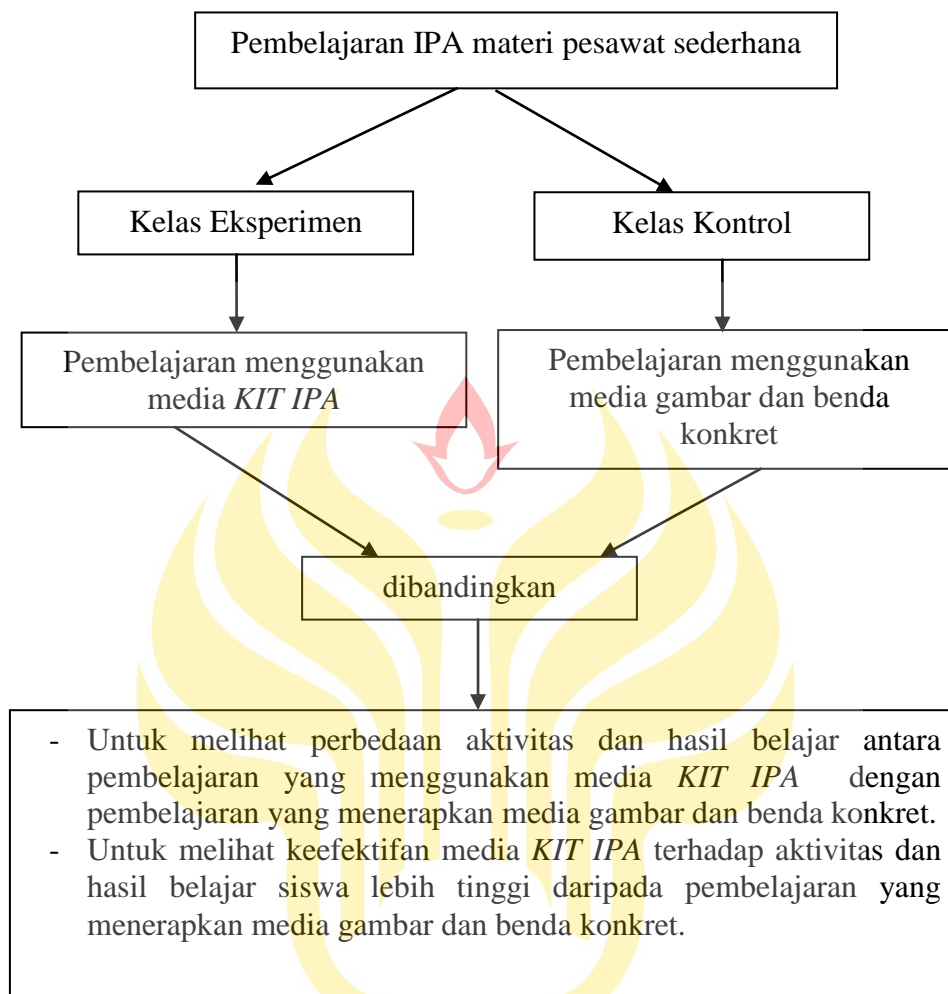 Pembelajaran IPA materi pesawat sederhana
Kelas Eksperimen
Kelas Kontrol
Pembelajaran menggunakan
media KIT IPA
Pembelajaran menggunakan
media gambar dan benda
konkret
dibandingkan
- Untuk melihat perbedaan aktivitas dan hasil belajar antara
pembelajaran yang menggunakan media KIT IPA dengan
pembelajaran yang menerapkan media gambar dan benda konkret.
- Untuk melihat keefektifan media KIT IPA terhadap aktivitas dan
hasil belajar siswa lebih tinggi daripada pembelajaran yang
menerapkan media gambar dan benda konkret.